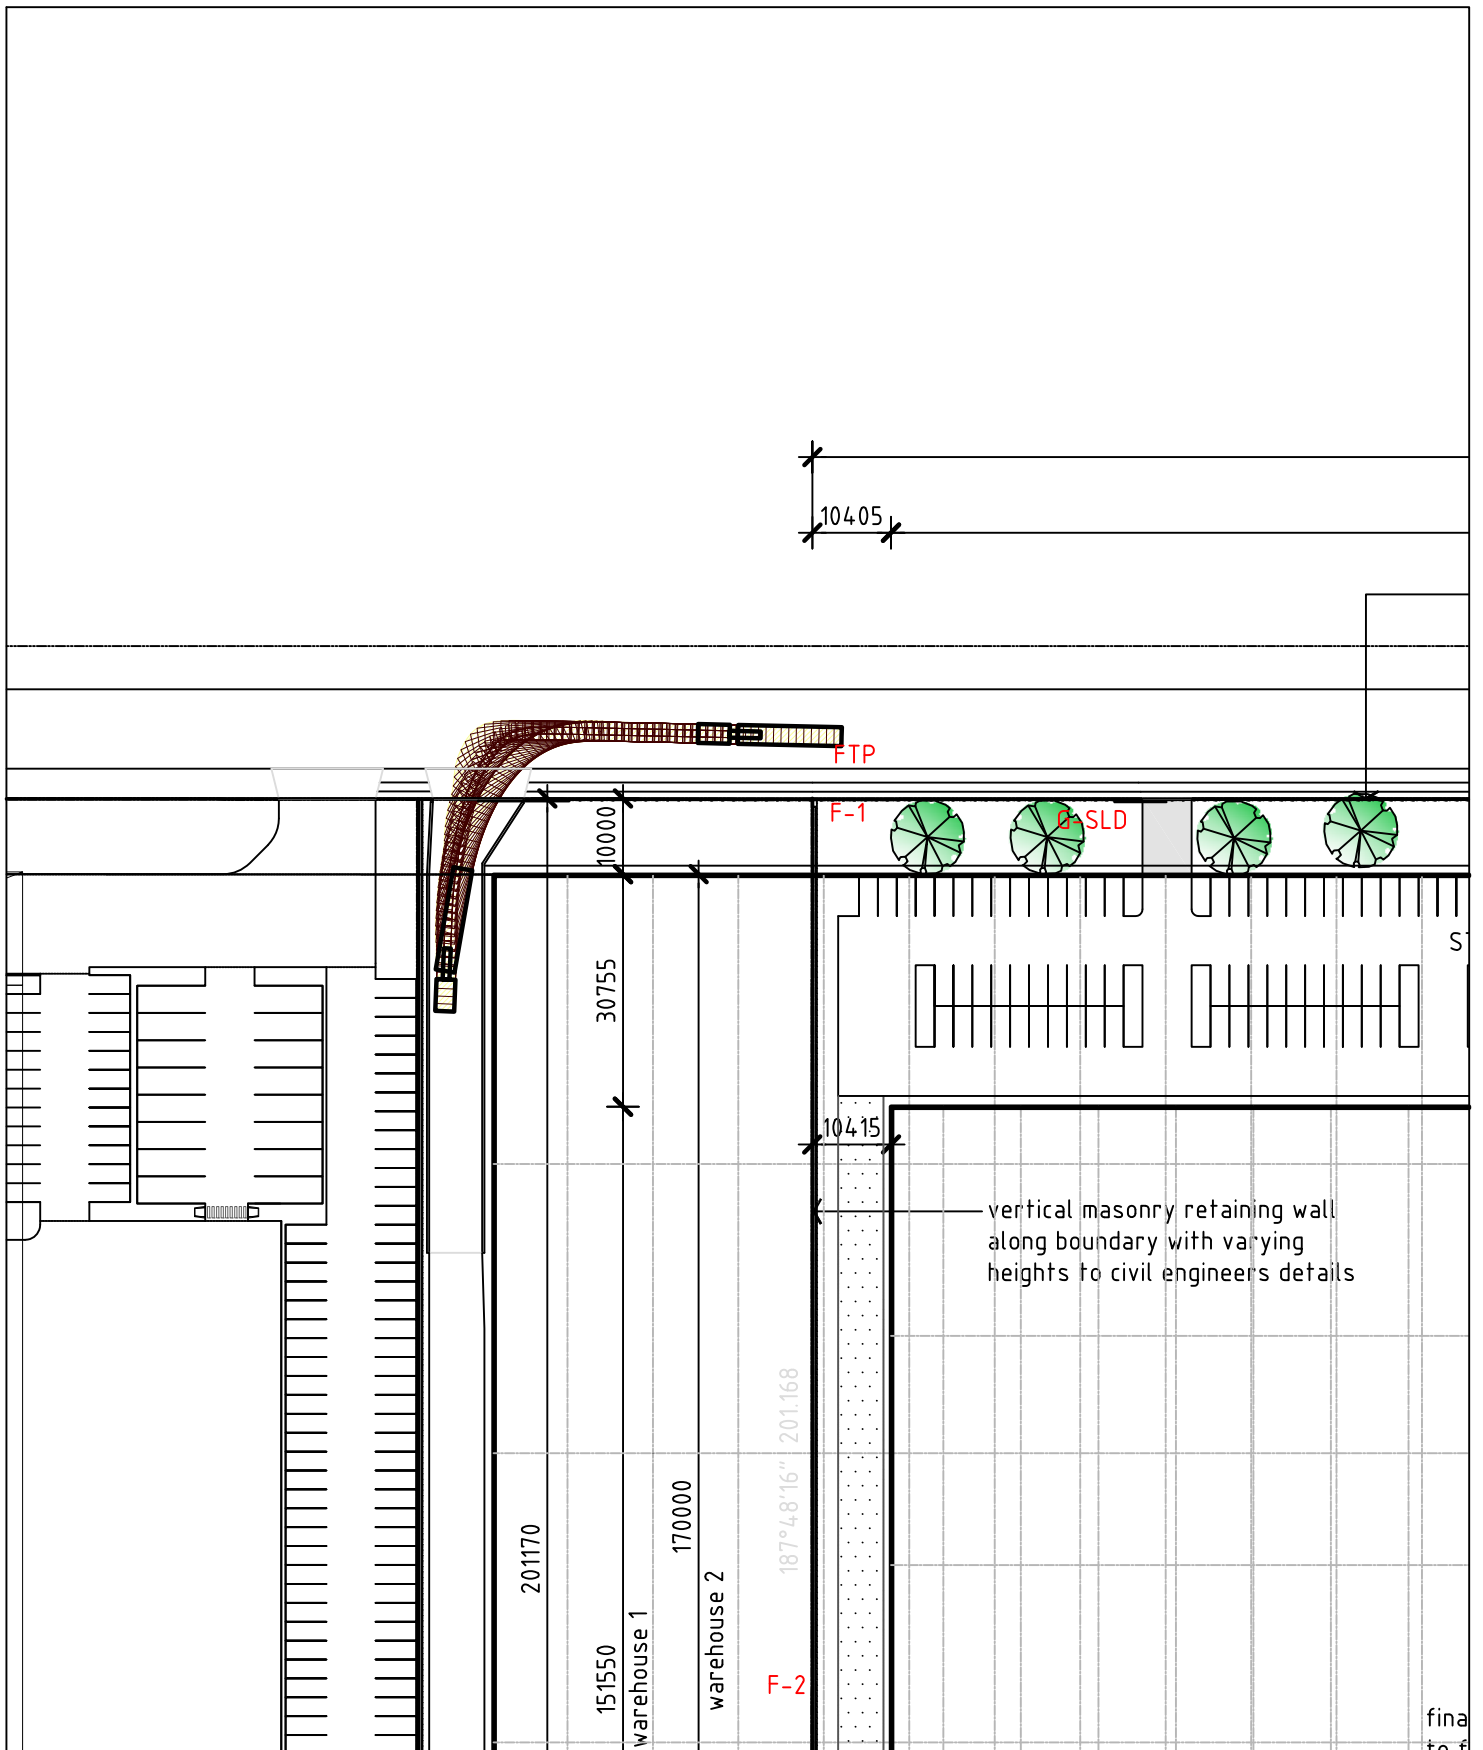 10405
FTP
F-1
G-SLD
10000
30755
10415
vertical masonry retaining wall
along boundary with varying
heights to civil engineers details
187°48'16" 201.168
201170
170000
warehouse 2
151550
warehouse 1
F-2
fina